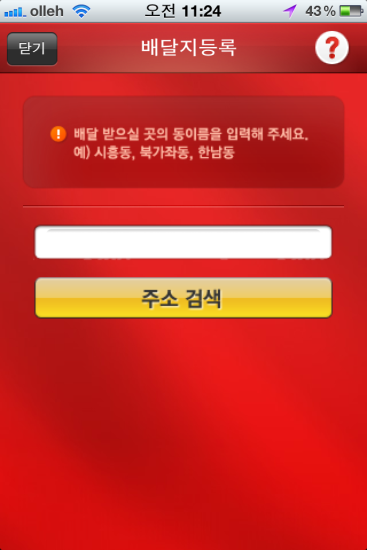 olleh 오전 11:24 43%
닫기 배달지등록 ?
! 배달 받으실 곳의 동이름을 입력해 주세요.
예) 시흥동, 북가좌동, 한남동
주소 검색